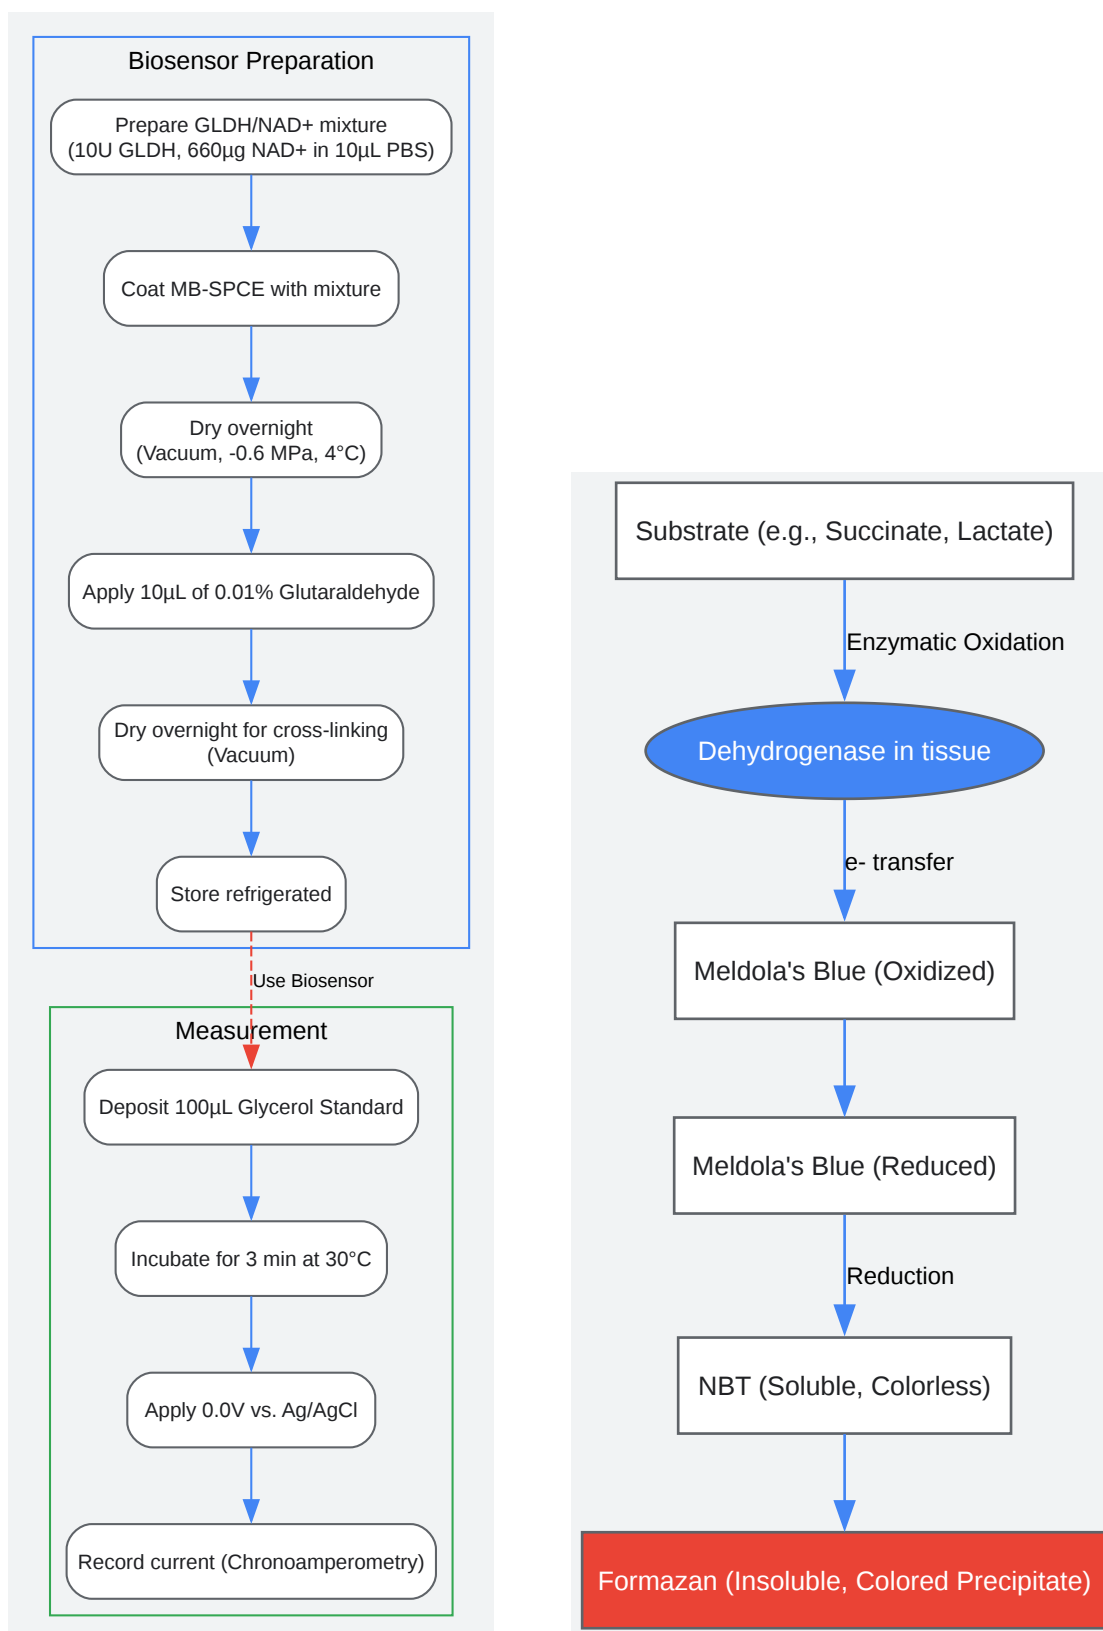 Biosensor Preparation
Prepare GLDH/NAD+ mixture
(10U GLDH, 660µg NAD+ in 10µL PBS)
Coat MB-SPCE with mixture
Dry overnight
(Vacuum, -0.6 MPa, 4°C)
Apply 10µL of 0.01% Glutaraldehyde
Dry overnight for cross-linking
(Vacuum)
Store refrigerated
Use Biosensor
Measurement
Deposit 100µL Glycerol Standard
Incubate for 3 min at 30°C
Apply 0.0V vs. Ag/AgCl
Record current (Chronoamperometry)
Substrate (e.g., Succinate, Lactate)
Enzymatic Oxidation
Dehydrogenase in tissue
e- transfer
Meldola's Blue (Oxidized)
Meldola's Blue (Reduced)
Reduction
NBT (Soluble, Colorless)
Formazan (Insoluble, Colored Precipitate)